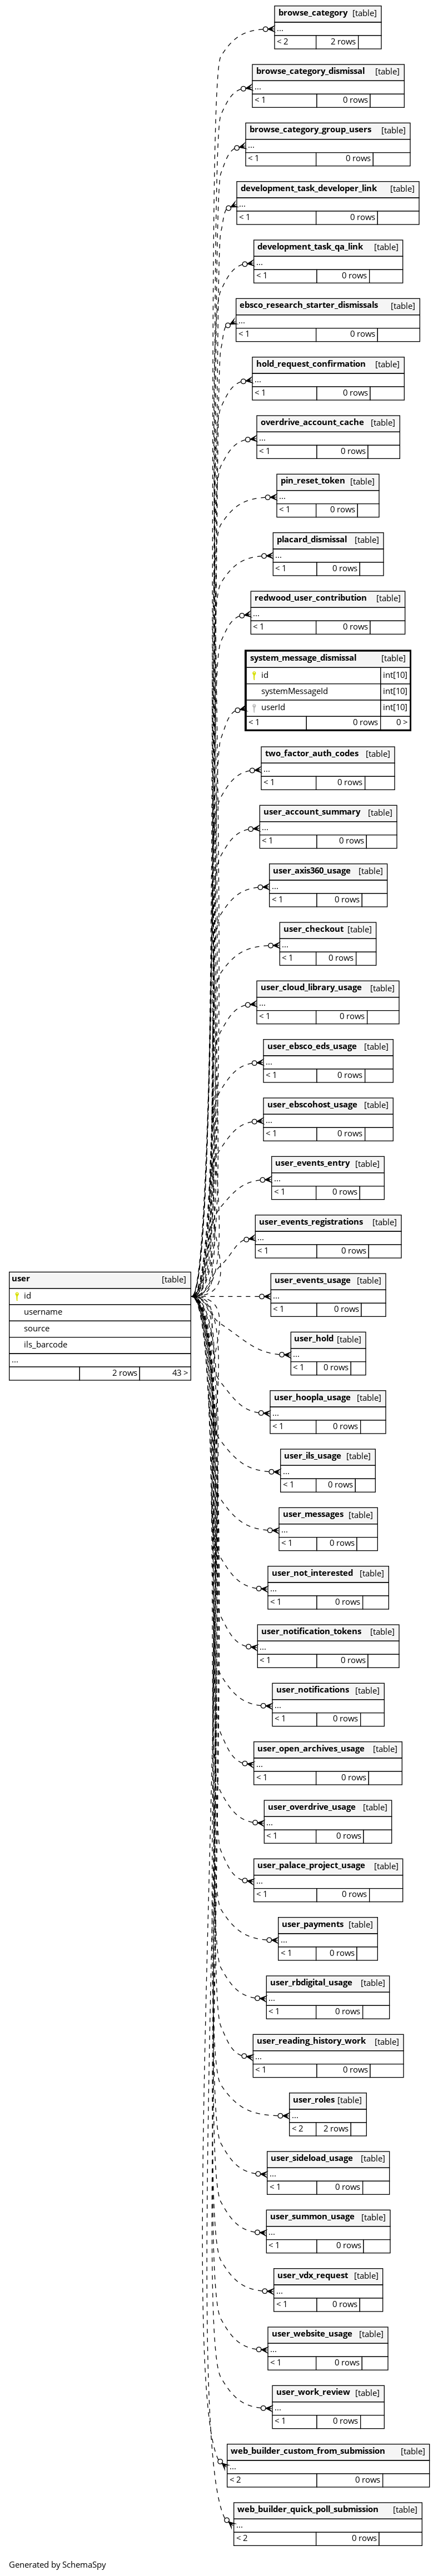 browse_category [table]
...
< 2 2 rows
browse_category_dismissal [table]
...
< 1 0 rows
browse_category_group_users [table]
...
< 1 0 rows
development_task_developer_link [table]
...
< 1 0 rows
development_task_qa_link [table]
...
< 1 0 rows
ebsco_research_starter_dismissals [table]
...
< 1 0 rows
hold_request_confirmation [table]
...
< 1 0 rows
overdrive_account_cache [table]
...
< 1 0 rows
pin_reset_token [table]
...
< 1 0 rows
placard_dismissal [table]
...
< 1 0 rows
redwood_user_contribution [table]
...
< 1 0 rows
system_message_dismissal [table]
id int[10]
systemMessageId int[10]
userId int[10]
< 1 0 rows 0 >
two_factor_auth_codes [table]
...
< 1 0 rows
user_account_summary [table]
...
< 1 0 rows
user_axis360_usage [table]
...
< 1 0 rows
user_checkout [table]
...
< 1 0 rows
user_cloud_library_usage [table]
...
< 1 0 rows
user_ebsco_eds_usage [table]
...
< 1 0 rows
user_ebscohost_usage [table]
...
< 1 0 rows
user_events_entry [table]
...
< 1 0 rows
user_events_registrations [table]
...
< 1 0 rows
user [table]
id
username
source
ils_barcode
...
2 rows 43 >
user_events_usage [table]
...
< 1 0 rows
user_hold [table]
...
< 1 0 rows
user_hoopla_usage [table]
...
< 1 0 rows
user_ils_usage [table]
...
< 1 0 rows
user_messages [table]
...
< 1 0 rows
user_not_interested [table]
...
< 1 0 rows
user_notification_tokens [table]
...
< 1 0 rows
user_notifications [table]
...
< 1 0 rows
user_open_archives_usage [table]
...
< 1 0 rows
user_overdrive_usage [table]
...
< 1 0 rows
user_palace_project_usage [table]
...
< 1 0 rows
user_payments [table]
...
< 1 0 rows
user_rbdigital_usage [table]
...
< 1 0 rows
user_reading_history_work [table]
...
< 1 0 rows
user_roles [table]
...
< 2 2 rows
user_sideload_usage [table]
...
< 1 0 rows
user_summon_usage [table]
...
< 1 0 rows
user_vdx_request [table]
...
< 1 0 rows
user_website_usage [table]
...
< 1 0 rows
user_work_review [table]
...
< 1 0 rows
web_builder_custom_from_submission [table]
...
< 2 0 rows
web_builder_quick_poll_submission [table]
...
< 2 0 rows
Generated by SchemaSpy